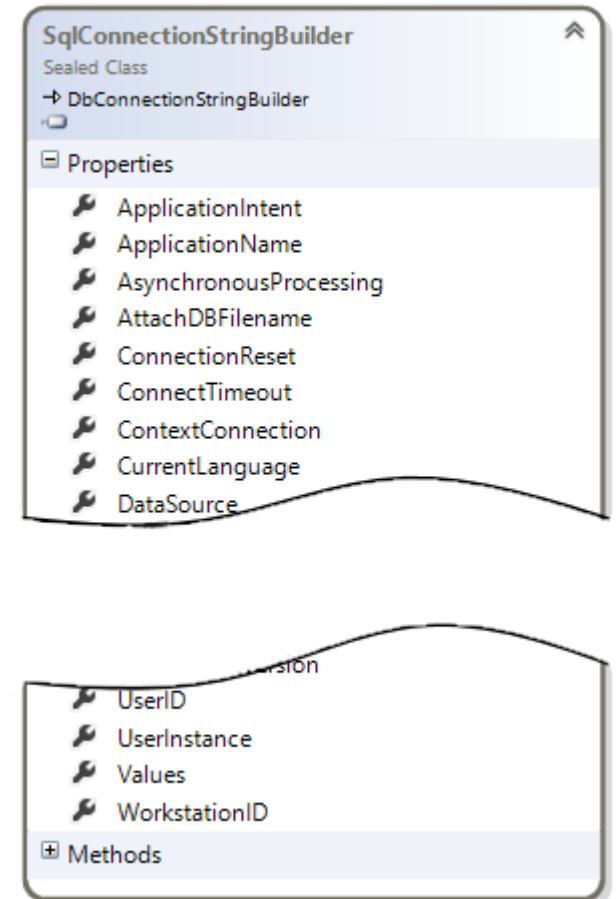 SqlConnectionStringBuilder
Sealed Class
DbConnectionStringBuilder
Properties
ApplicationIntent
ApplicationName
AsynchronousProcessing
AttachDBFilename
ConnectionReset
ConnectTimeout
ContextConnection
CurrentLanguage
DataSource
UserID
UserInstance
Values
WorkstationID
Methods